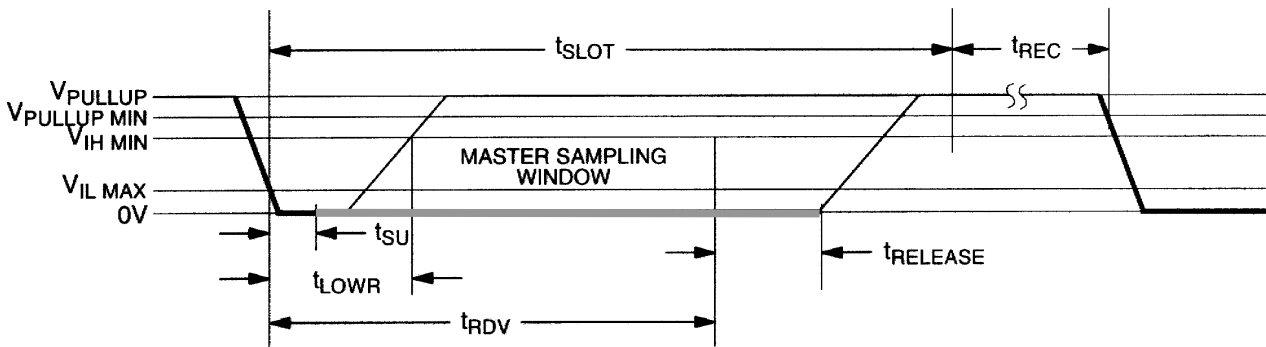 tSLOT
tREC
VPULLUP
VPULLUP MIN
VIH MIN
MASTER SAMPLING
WINDOW
VIL MAX
0V
tSU
tRELEASE
tLOWR
tRDV